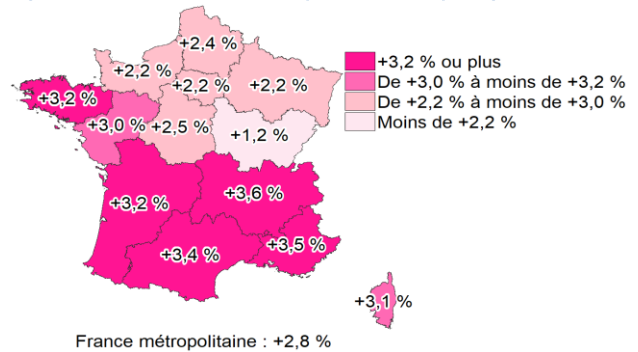 +2,4 %
+2,2 %
+2,2 %
+2,2 %
+3,2 %
+3,0 %
+2,5 %
+1,2 %
+3,2 %
+3,6 %
+3,4 %
+3,5 %
+3,1 %
+3,2 % ou plus
De +3,0 % à moins de +3,2 %
De +2,2 % à moins de +3,0 %
Moins de +2,2 %
France métropolitaine : +2,8 %